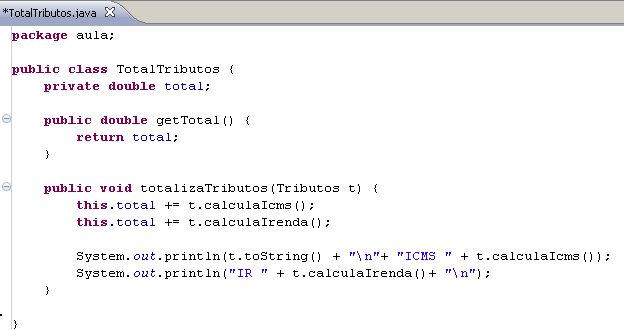 *TotalTributos.java
package aula;
public class TotalTributos {
private double total;
public double getTotal() {
return total;
}
public void totalizaTributos(Tributos t) {
this.total += t.calculaIcms();
this.total += t.calculaIrenda();
System.out.println(t.toString() + "\n"+ "ICMS " + t.calculaIcms());
System.out.println("IR " + t.calculaIrenda()+ "\n");
}
}